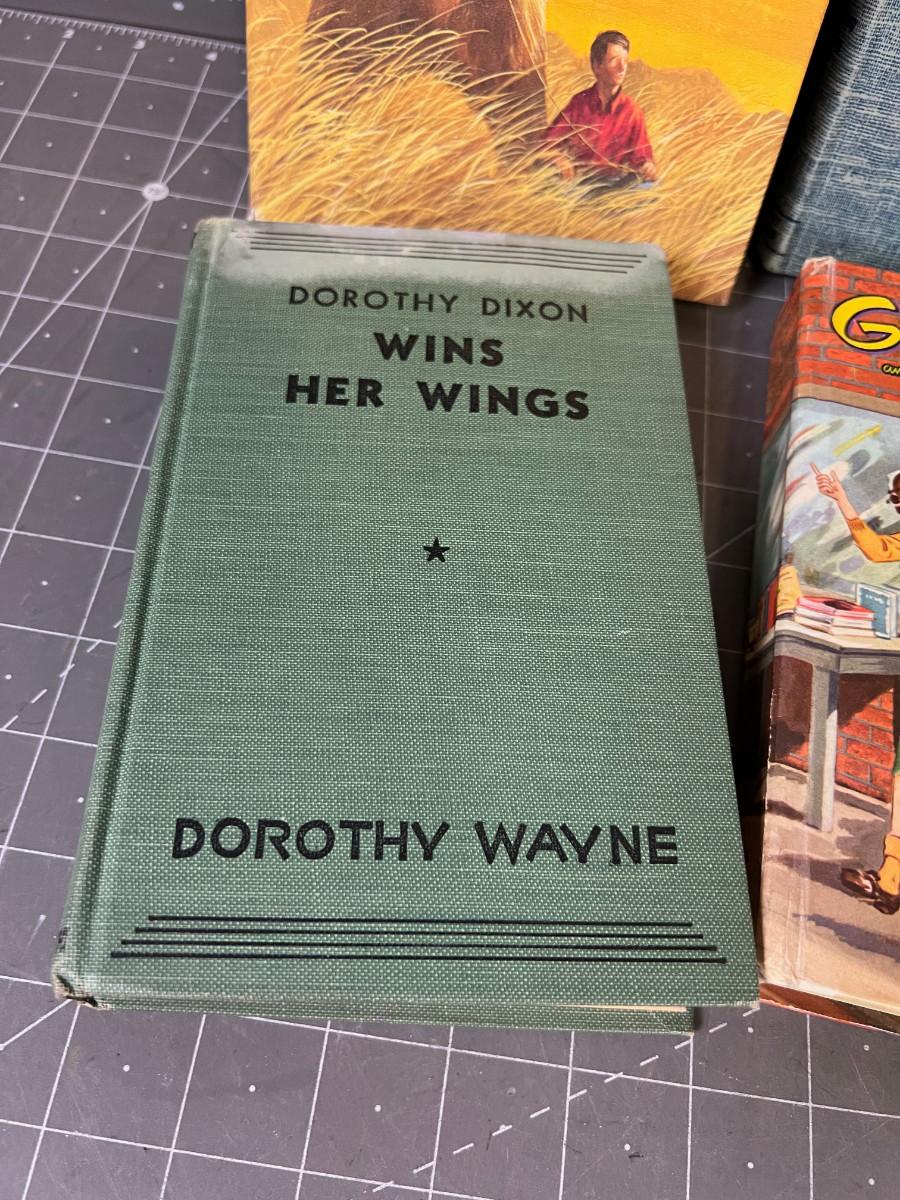 DOROTHY DIXON
WINS
HER WINGS
DOROTHY WAYNE
G